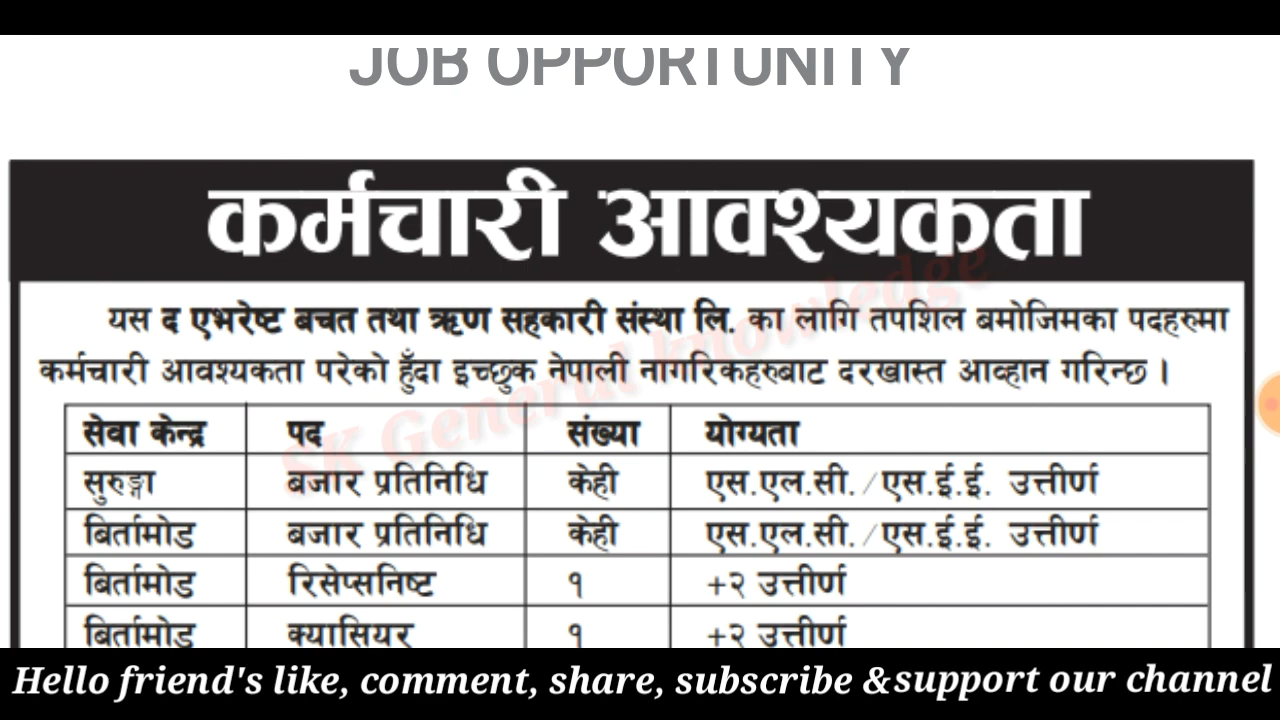 JOB OPPORTUNITY
कर्मचारी आवश्यकता
यस द एभरेष्ट बचत तथा ऋण सहकारी संस्था लि. का लागि तपशिल बमोजिमका पदहरुमा
कर्मचारी आवश्यकता परेको हुँदा इच्छुक नेपाली नागरिकहरुबाट दरखास्त आव्हान गरिन्छ ।
SK General knowledge
सेवा केन्द्र पद संख्या योग्यता
सुरुङ्गा बजार प्रतिनिधि केही एस.एल.सी./एस.ई.ई. उत्तीर्ण
बिर्तामोड बजार प्रतिनिधि केही एस.एल.सी./एस.ई.ई. उत्तीर्ण
बिर्तामोड रिसेप्सनिष्ट १ +२ उत्तीर्ण
बिर्तामोड क्यासियर १ +२ उत्तीर्ण
Hello friend's like, comment, share, subscribe &support our channel